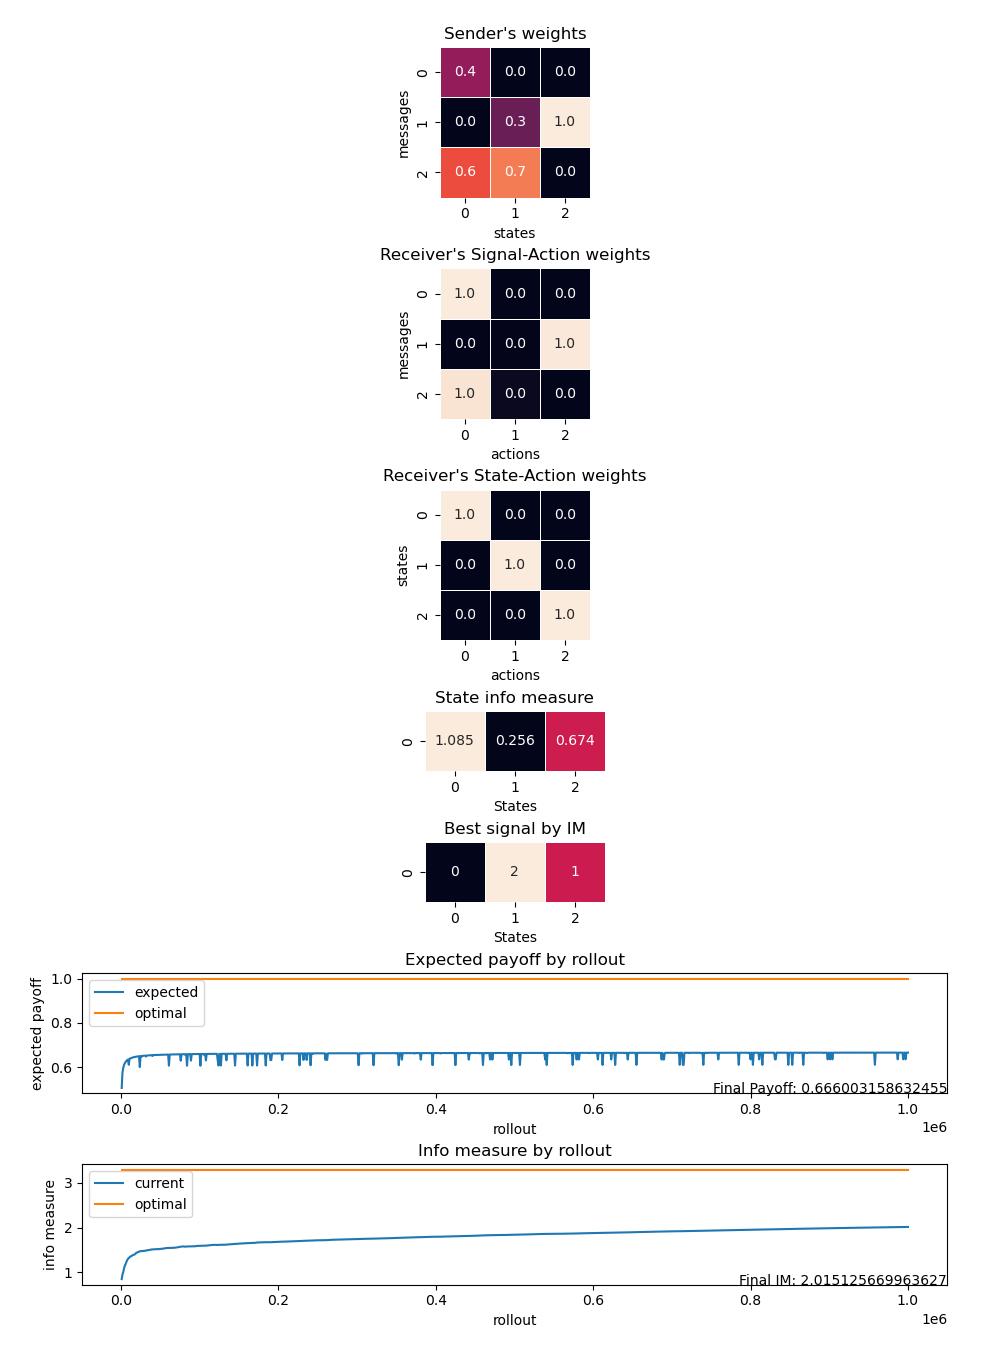 Sender's weights
0 0.4 0.0 0.0
1 0.0 0.3 1.0
2 0.6 0.7 0.0
messages
0 1 2
states
Receiver's Signal-Action weights
0 1.0 0.0 0.0
1 0.0 0.0 1.0
2 1.0 0.0 0.0
messages
0 1 2
actions
Receiver's State-Action weights
0 1.0 0.0 0.0
1 0.0 1.0 0.0
2 0.0 0.0 1.0
states
0 1 2
actions
State info measure
0 1.085 0.256 0.674
0 1 2
States
Best signal by IM
0 0 2 1
0 1 2
States
Expected payoff by rollout
expected payoff
1.0
0.8
0.6
expected
optimal
Final Payoff: 0.666003158632455
0.0 0.2 0.4 0.6 0.8 1.0
1e6
rollout
Info measure by rollout
info measure
3
2
1
current
optimal
Final IM: 2.015125669963627
0.0 0.2 0.4 0.6 0.8 1.0
1e6
rollout